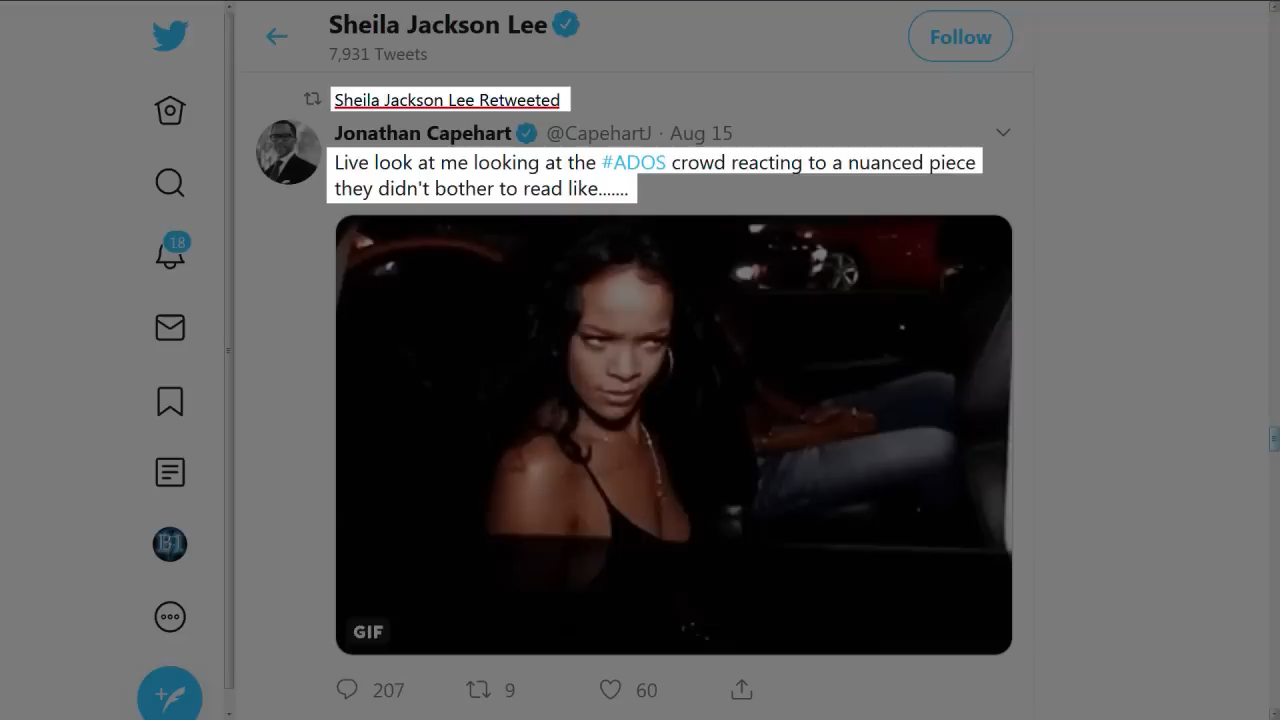 Sheila Jackson Lee
7,931 Tweets
Follow
Sheila Jackson Lee Retweeted
Jonathan Capehart @CapehartJ · Aug 15
Live look at me looking at the #ADOS crowd reacting to a nuanced piece
they didn't bother to read like.......
18
B1
GIF
207 9 60